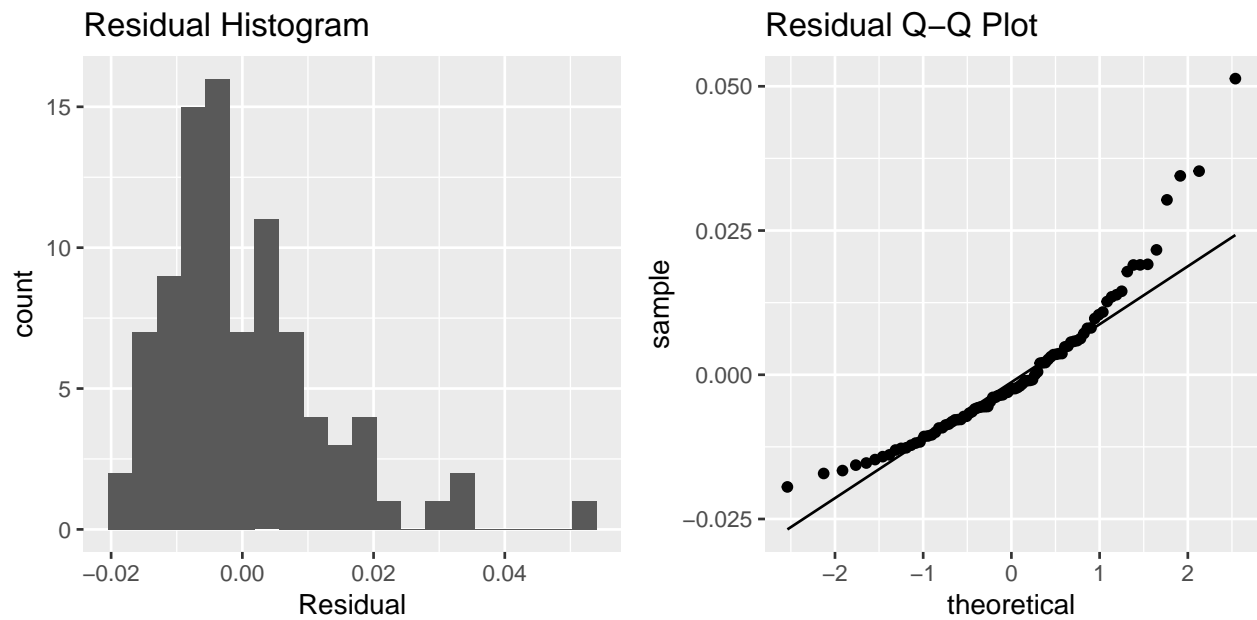 Residual Histogram
15
10
5
0
count
−0.02
0.00
0.02
0.04
Residual
Residual Q−Q Plot
0.050
0.025
0.000
−0.025
sample
−2
−1
0
1
2
theoretical